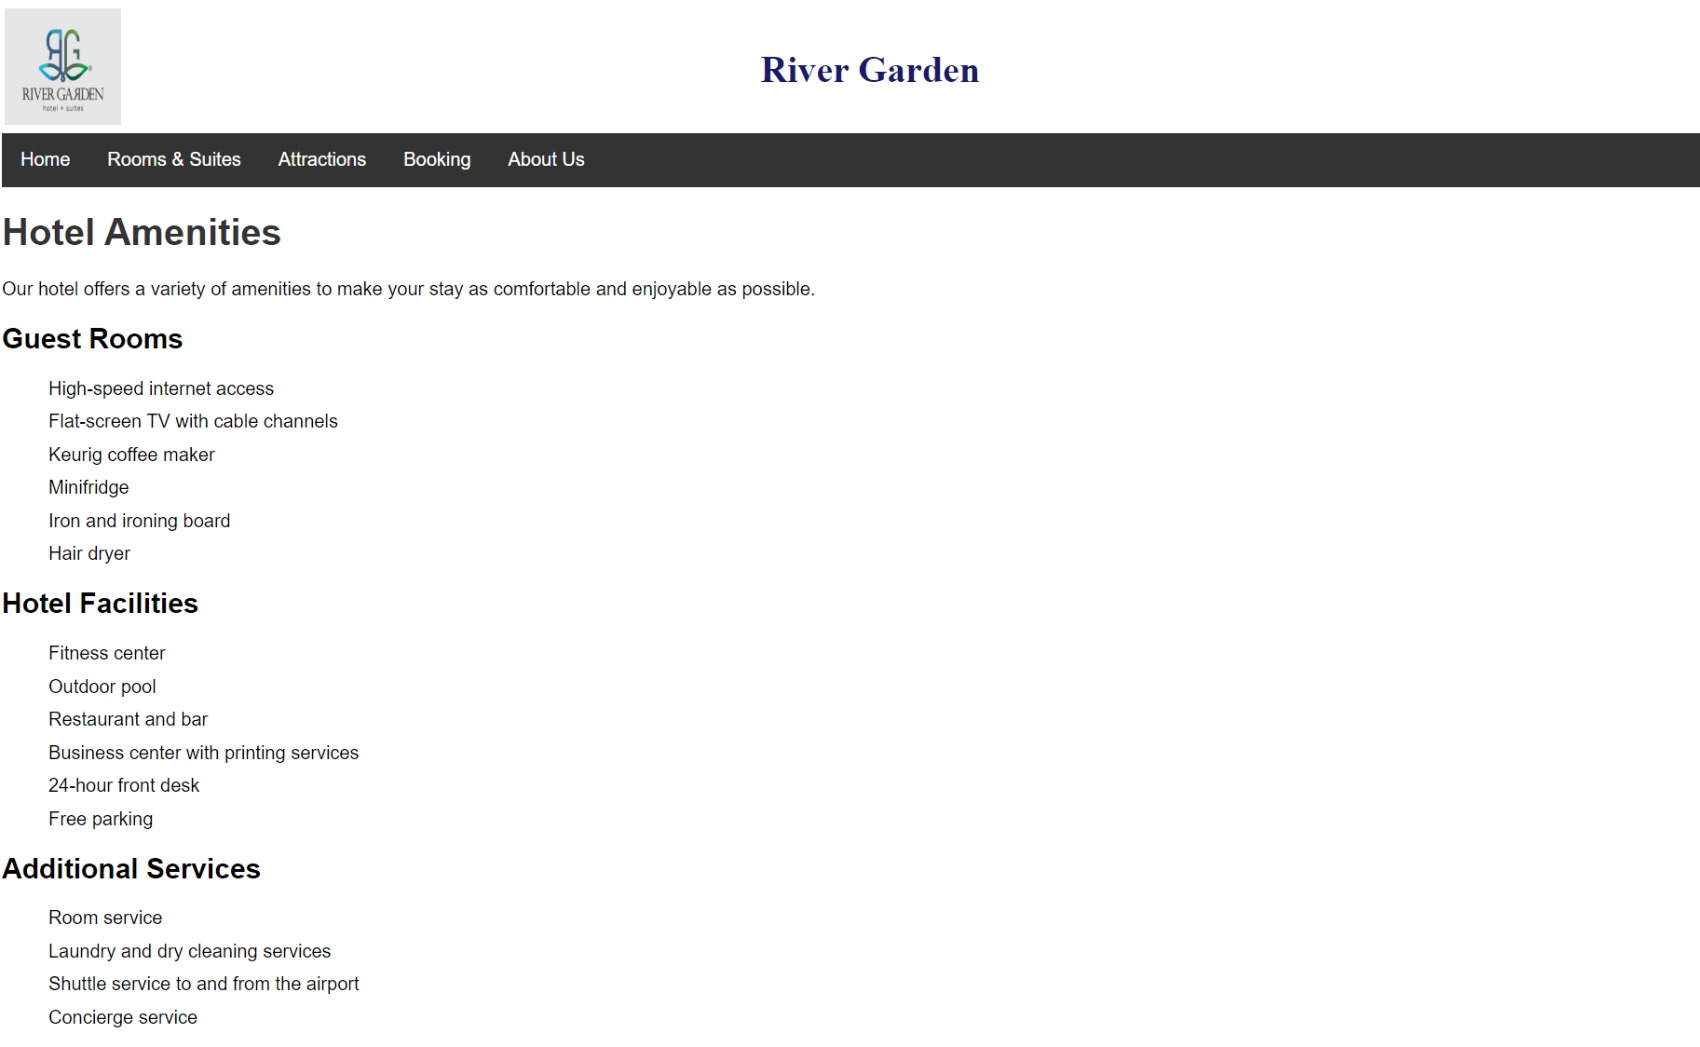 RG
RIVER GAЯDEN
hotel + suites
River Garden
Home Rooms & Suites Attractions Booking About Us
Hotel Amenities
Our hotel offers a variety of amenities to make your stay as comfortable and enjoyable as possible.
Guest Rooms
High-speed internet access
Flat-screen TV with cable channels
Keurig coffee maker
Minifridge
Iron and ironing board
Hair dryer
Hotel Facilities
Fitness center
Outdoor pool
Restaurant and bar
Business center with printing services
24-hour front desk
Free parking
Additional Services
Room service
Laundry and dry cleaning services
Shuttle service to and from the airport
Concierge service